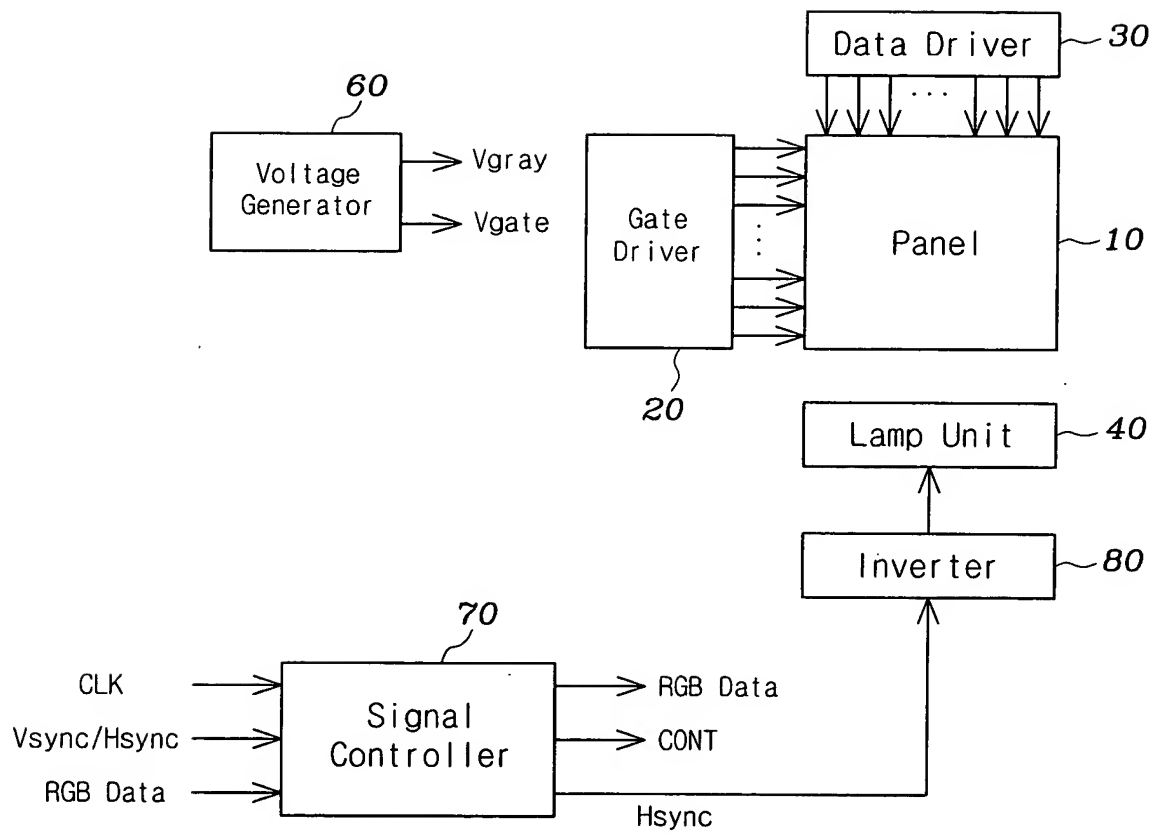 Data Driver
30
60
Voltage
Generator
Vgray
Vgate
Gate
Driver
Panel
10
20
Lamp Unit
40
Inverter
80
70
CLK
Vsync/Hsync
RGB Data
Signal
Controller
RGB Data
CONT
Hsync